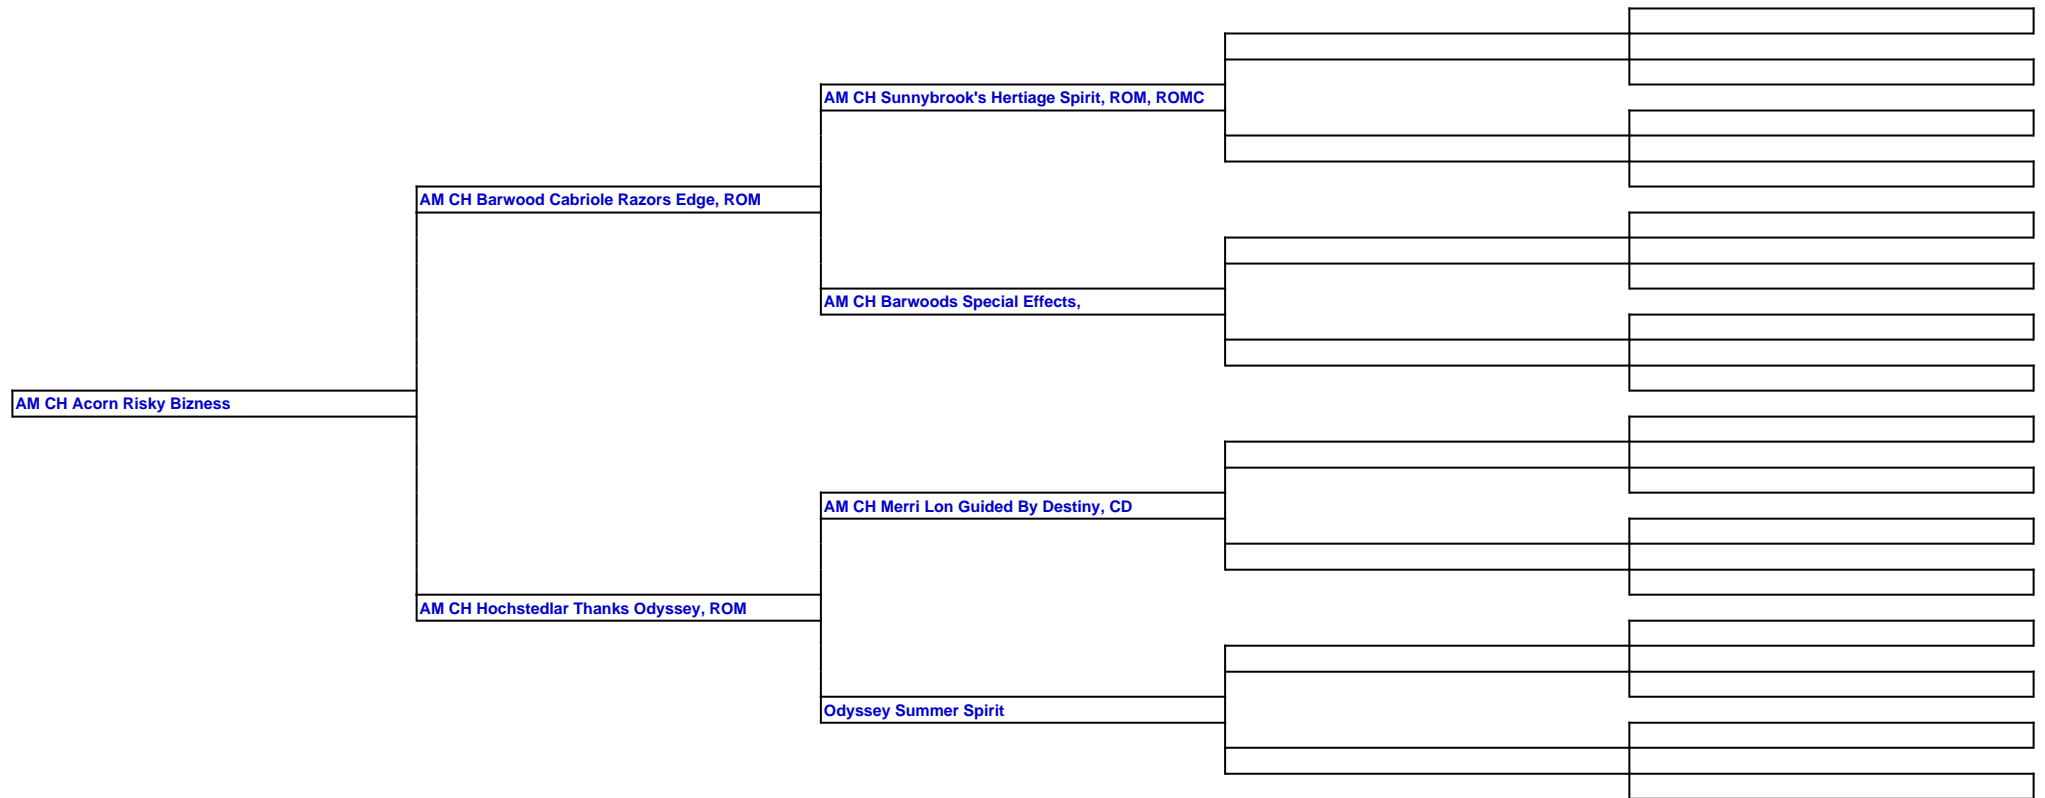 AM CH Sunnybrook's Hertiage Spirit, ROM, ROMC
AM CH Barwood Cabriole Razors Edge, ROM
AM CH Barwoods Special Effects,
AM CH Acorn Risky Bizness
AM CH Merri Lon Guided By Destiny, CD
AM CH Hochstedlar Thanks Odyssey, ROM
Odyssey Summer Spirit